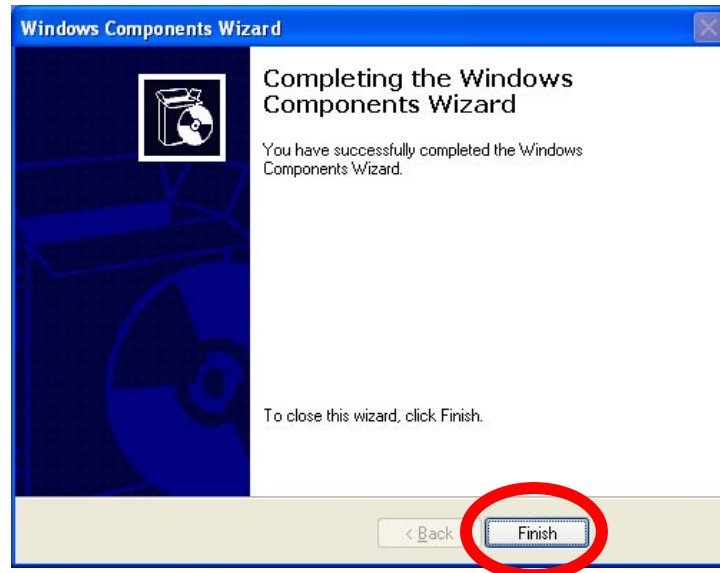 Windows Components Wizard
Completing the Windows
Components Wizard
You have successfully completed the Windows
Components Wizard.
To close this wizard, click Finish.
< Back
Finish